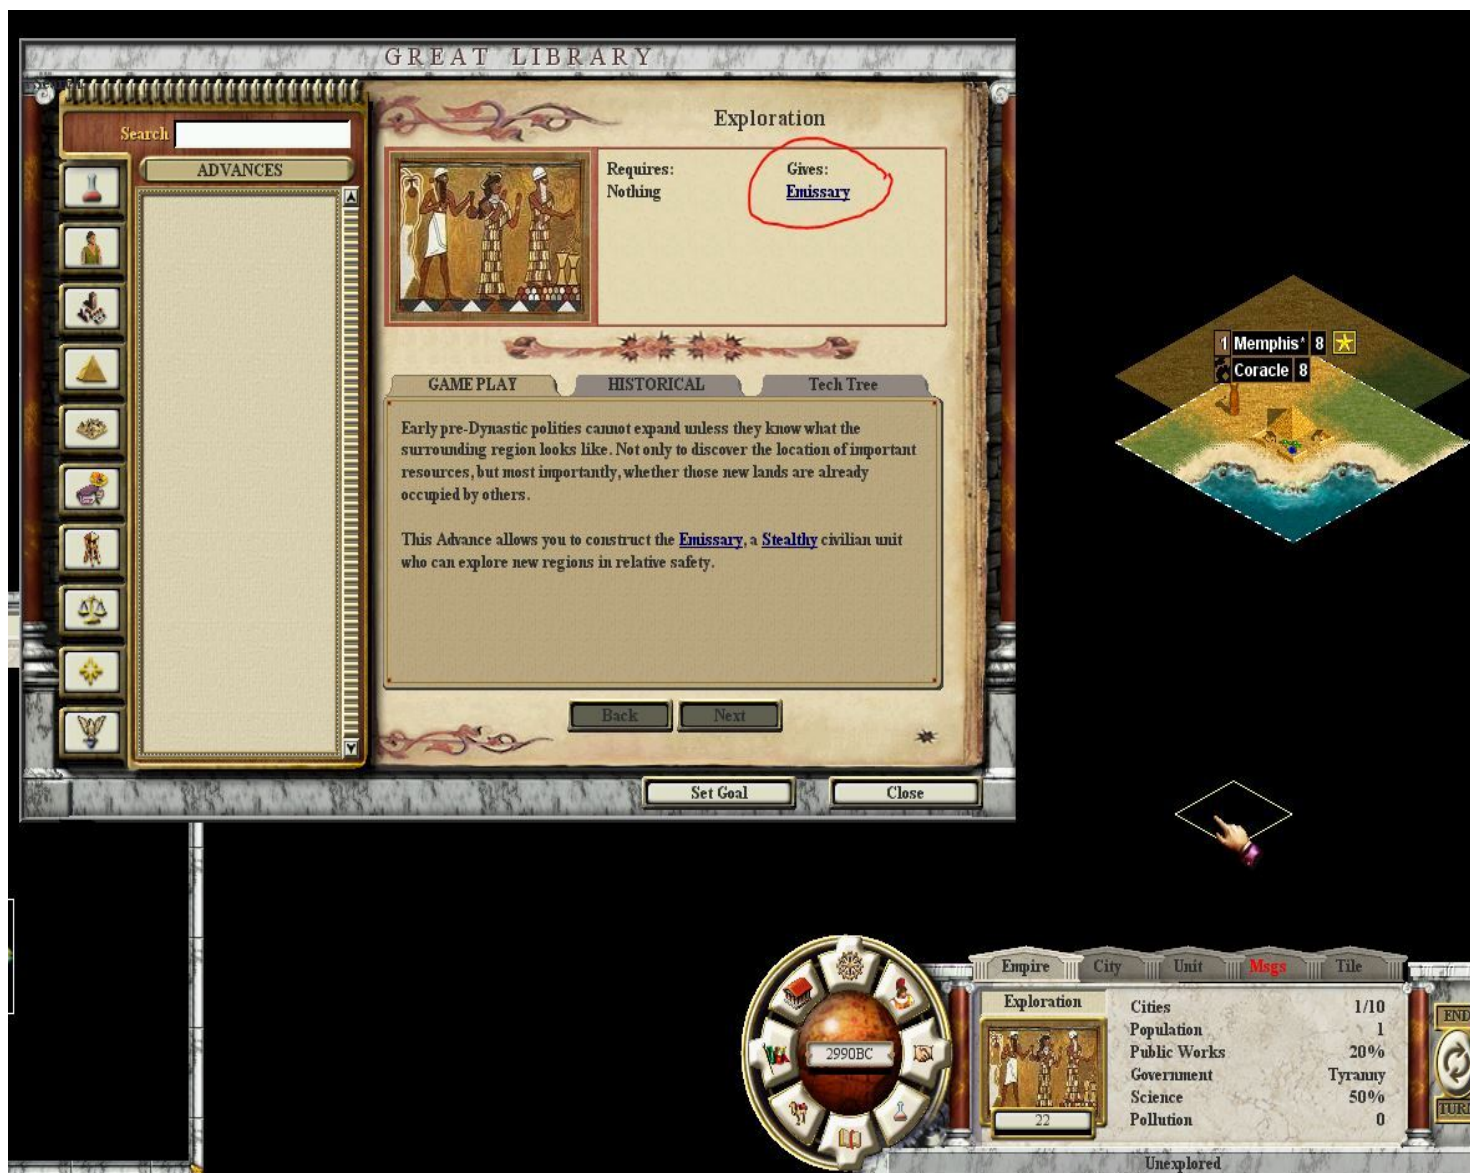 GREAT LIBRARY
Search
ADVANCES
Exploration
Requires:
Nothing
Gives:
Emissary
GAME PLAY
HISTORICAL
Tech Tree
Early pre-Dynastic polities cannot expand unless they know what the
surrounding region looks like. Not only to discover the location of important
resources, but most importantly, whether those new lands are already
occupied by others.
This Advance allows you to construct the Emissary, a Stealthy civilian unit
who can explore new regions in relative safety.
Back
Next
Set Goal
Close
1 Memphis* 8
Coracle 8
Empire
City
Unit
Msgs
Tile
Exploration
22
2990BC
Cities 1/10
Population 1
Public Works 20%
Government Tyranny
Science 50%
Pollution 0
END
TURN
Unexplored